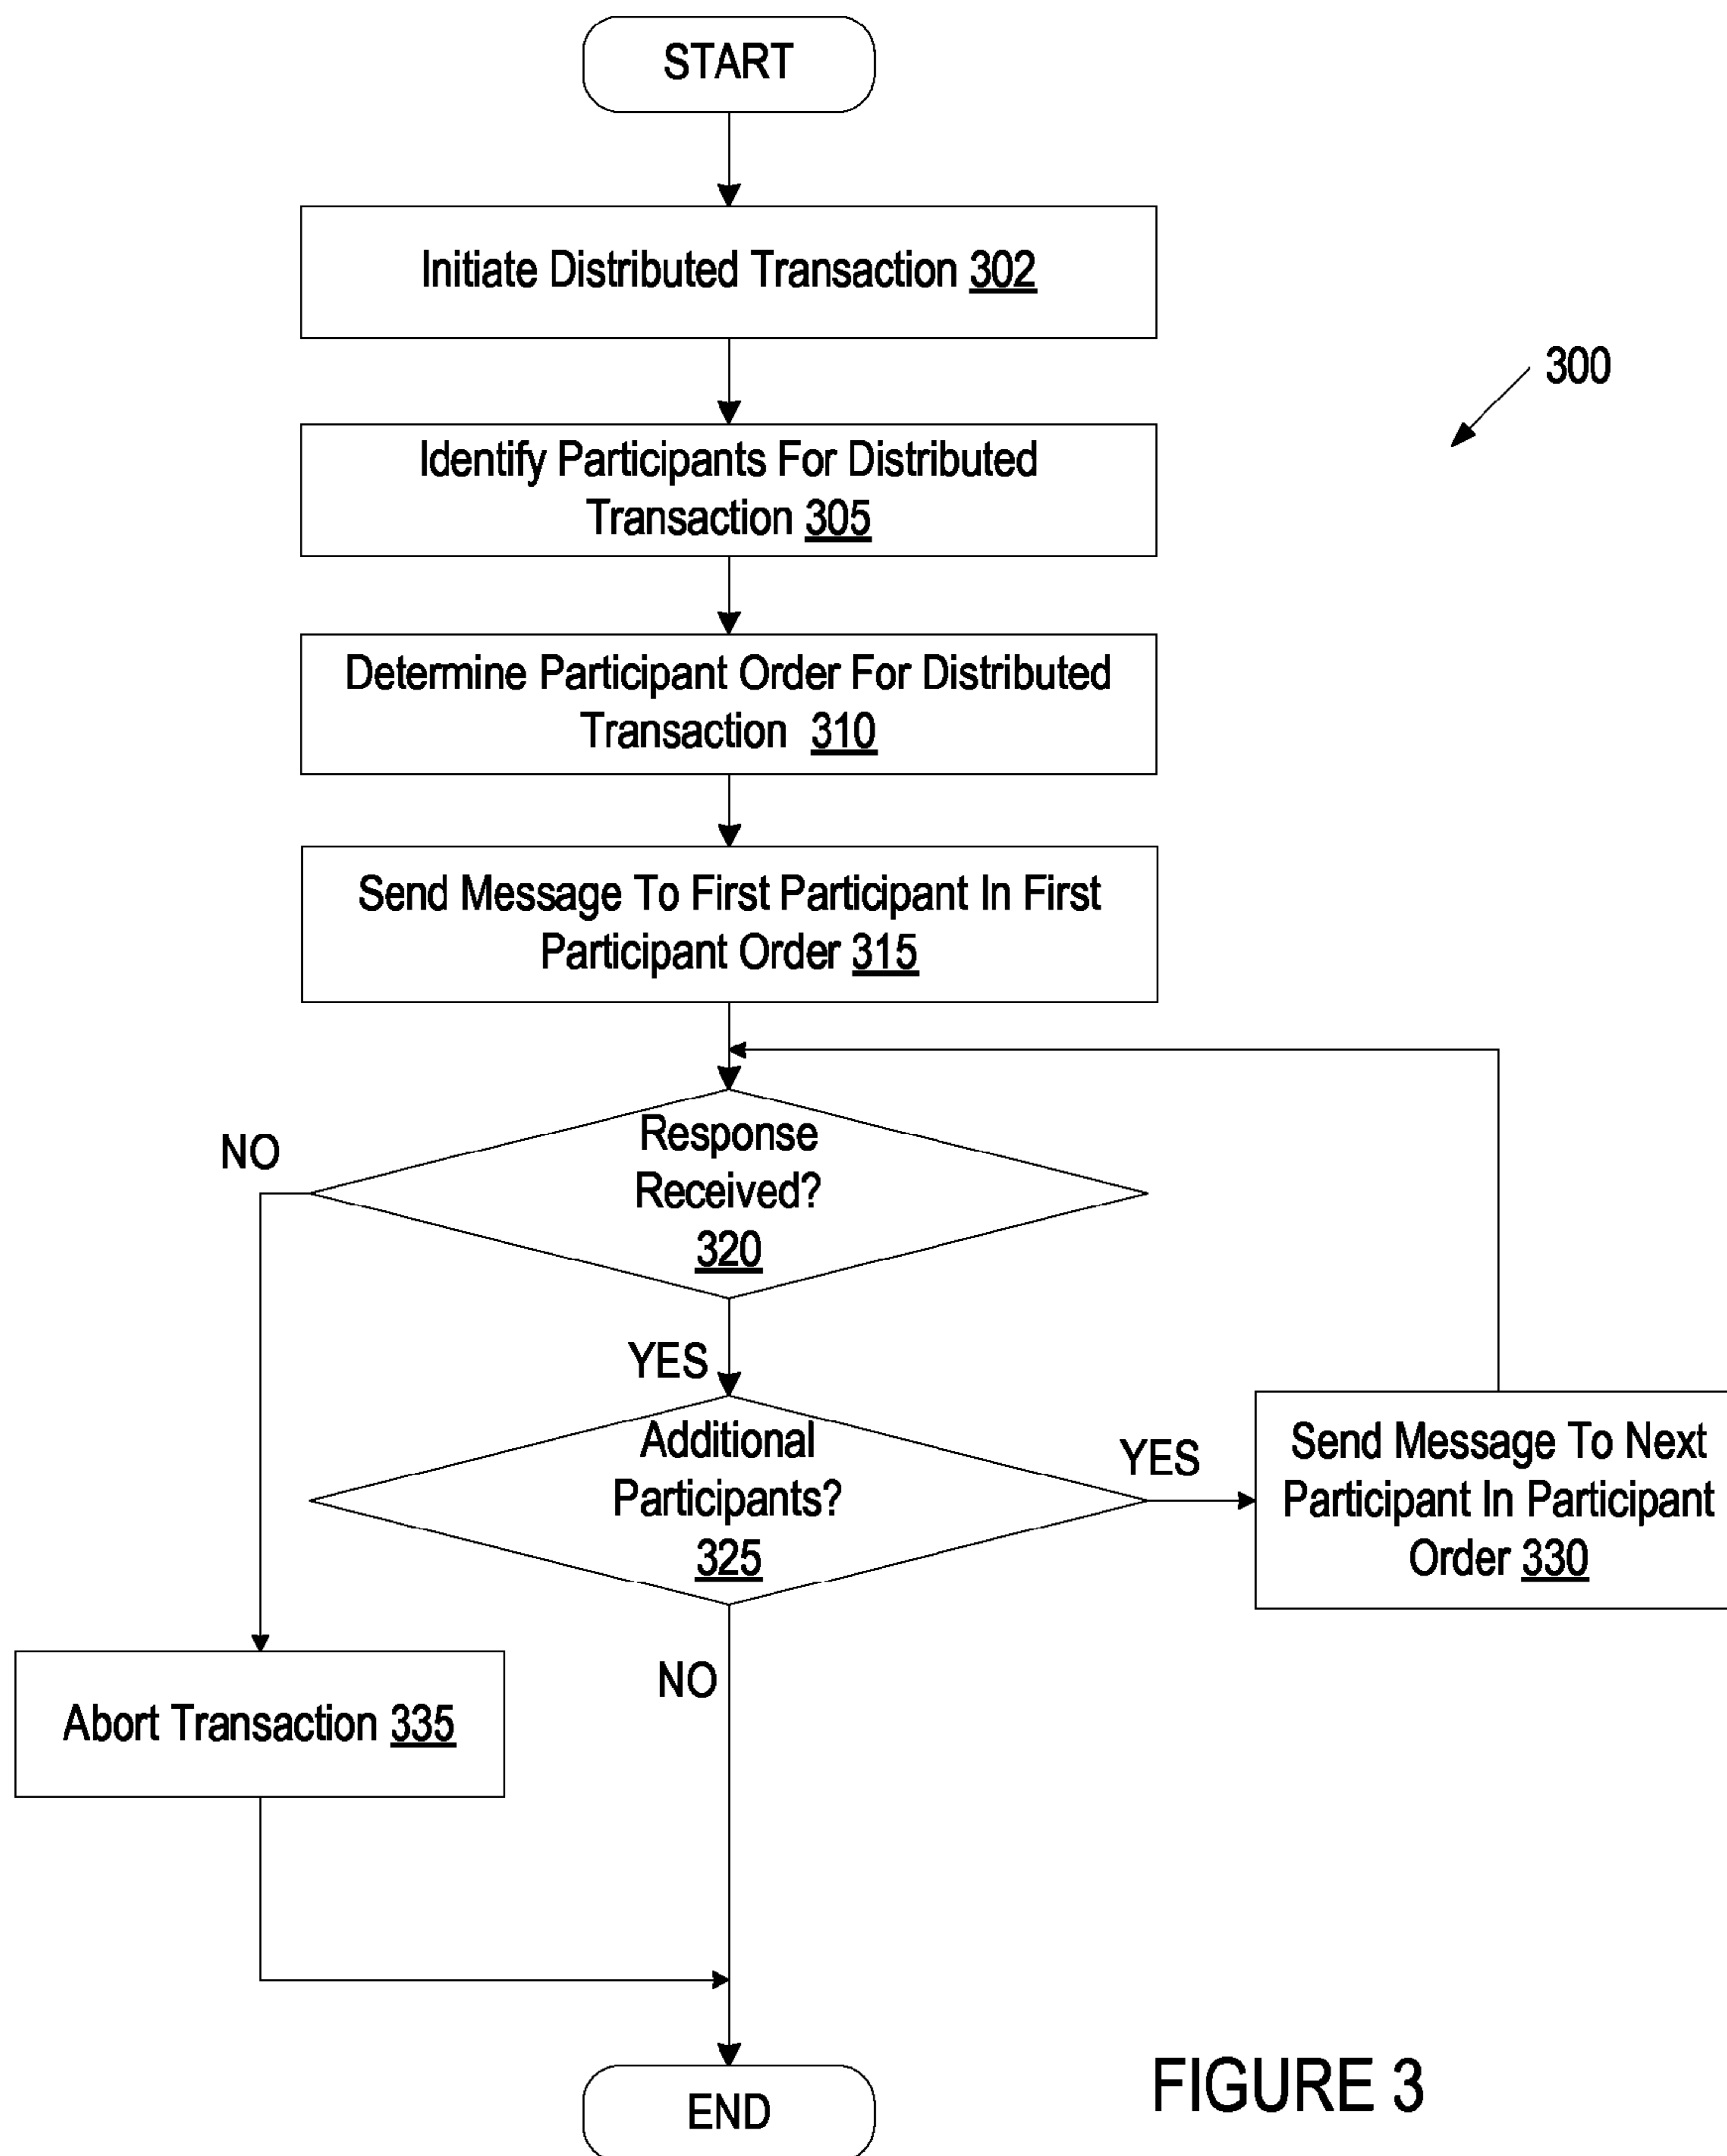 START
Initiate Distributed Transaction 302
300
Identify Participants For Distributed
Transaction 305
Determine Participant Order For Distributed
Transaction 310
Send Message To First Participant In First
Participant Order 315
Response
Received?
320
NO
YES
Additional
Participants?
325
YES
Send Message To Next
Participant In Participant
Order 330
NO
Abort Transaction 335
END
FIGURE 3